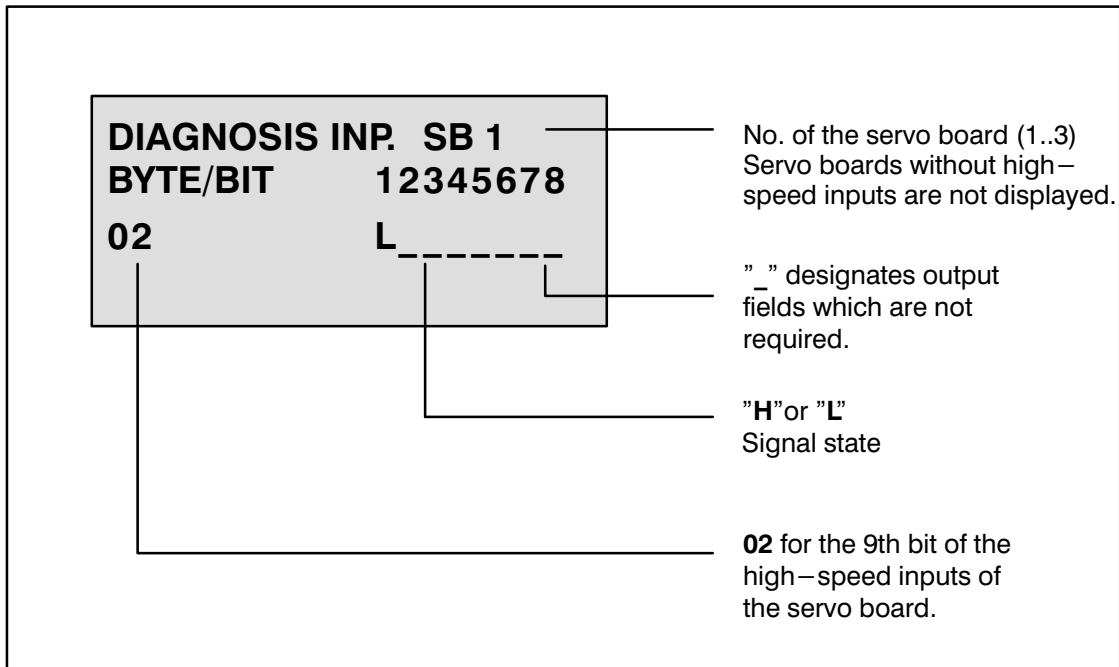 DIAGNOSIS INP. SB 1
BYTE/BIT 12345678
02 L_______
No. of the servo board (1..3)
Servo boards without high–
speed inputs are not displayed.
”_” designates output
fields which are not
required.
”H”or ”L”
Signal state
02 for the 9th bit of the
high–speed inputs of
the servo board.